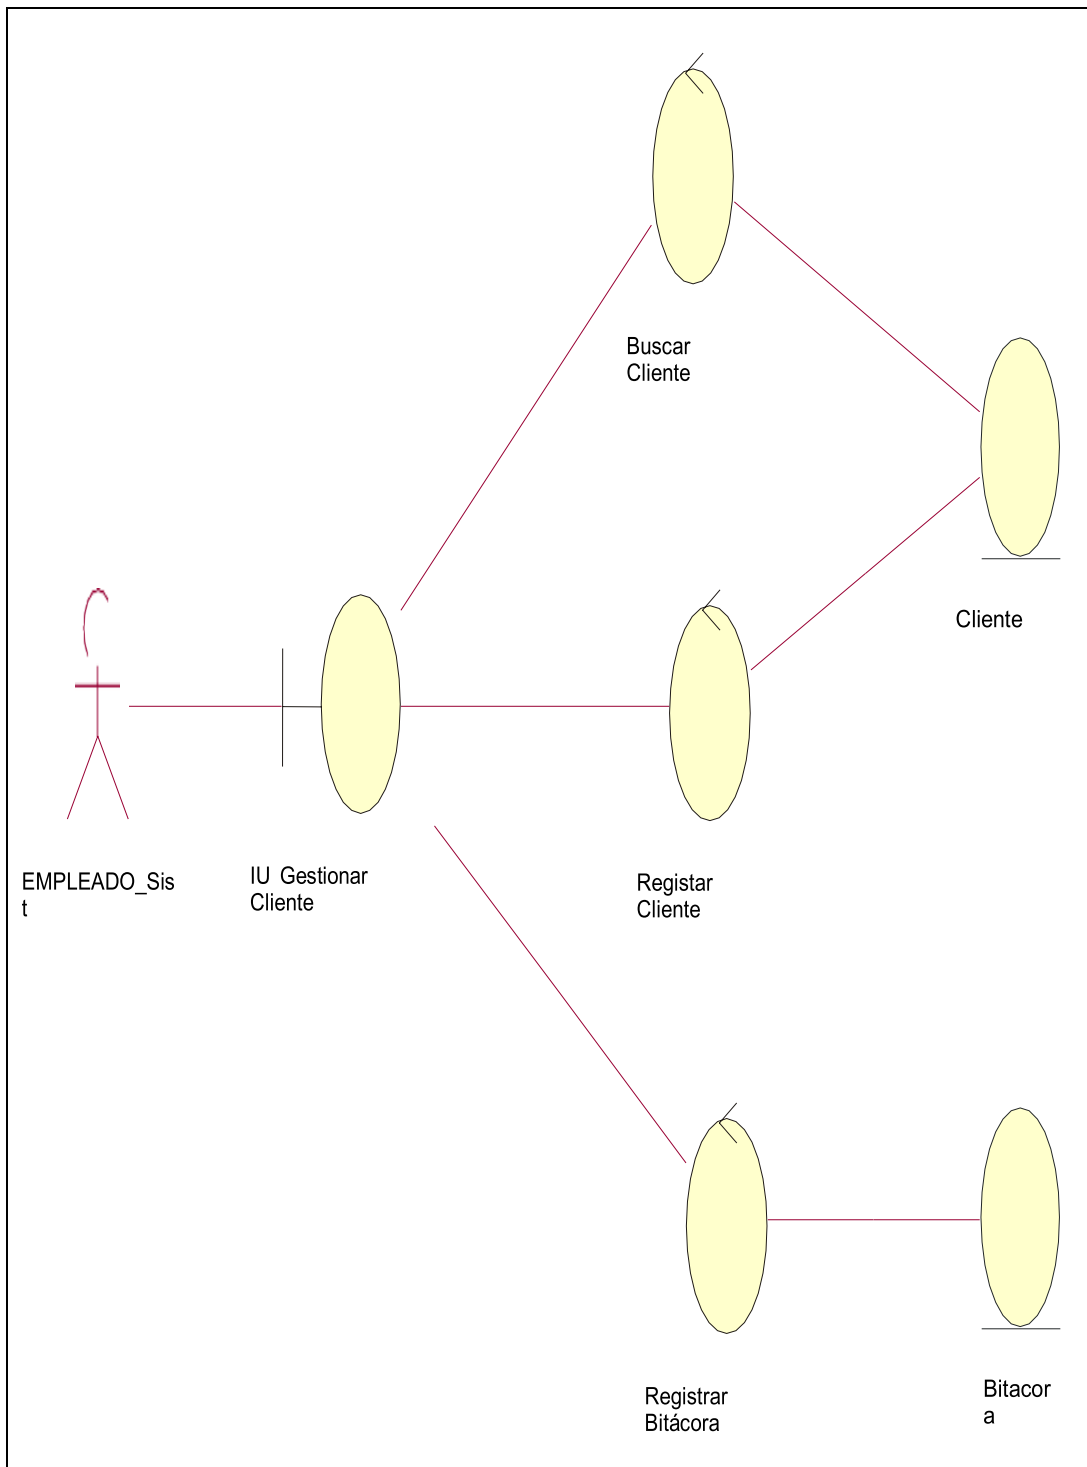 Buscar
Cliente
Cliente
EMPLEADO_Sis
t
IU Gestionar
Cliente
Registar
Cliente
Registrar
Bitácora
Bitacor
a